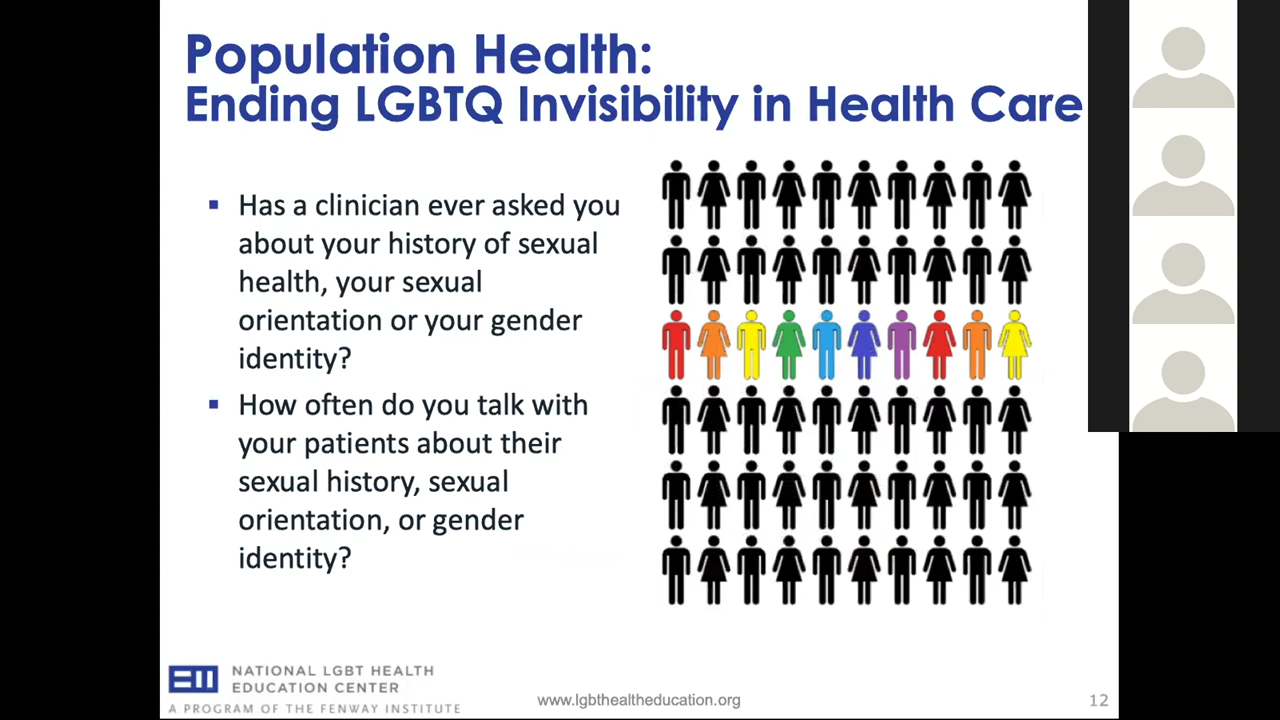 Population Health:
Ending LGBTQ Invisibility in Health Care
▪ Has a clinician ever asked you
about your history of sexual
health, your sexual
orientation or your gender
identity?
▪ How often do you talk with
your patients about their
sexual history, sexual
orientation, or gender
identity?
NATIONAL LGBT HEALTH
EDUCATION CENTER
A PROGRAM OF THE FENWAY INSTITUTE
www.lgbthealtheducation.org
12